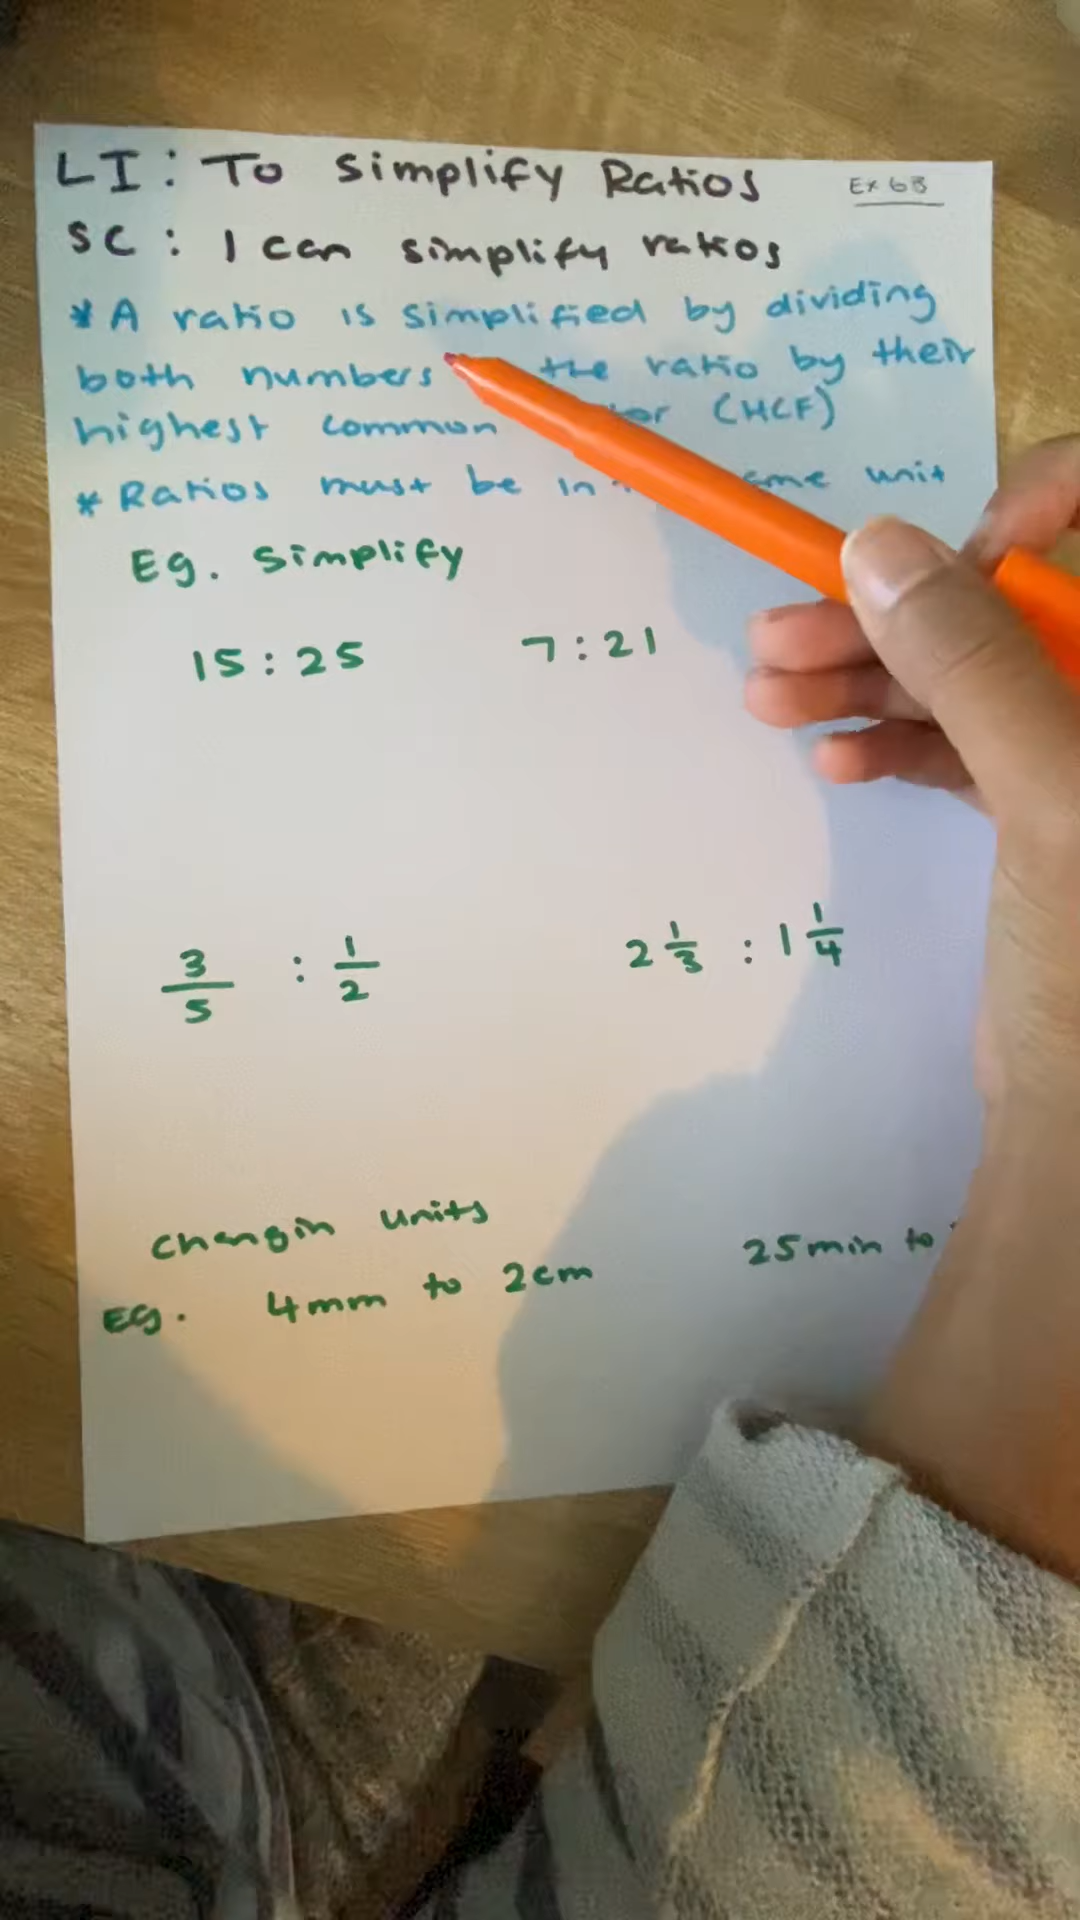 LI: To Simplify Ratios Ex 6B
SC: I can simplify ratios
* A ratio is simplified by dividing
both numbers the ratio by their
highest common (HCF)
* Ratios must be in unit
Eg. Simplify
15:25 7:21
3/5 : 1/2 2 1/3 : 1 1/4
changin units
EG. 4mm to 2cm 25min to